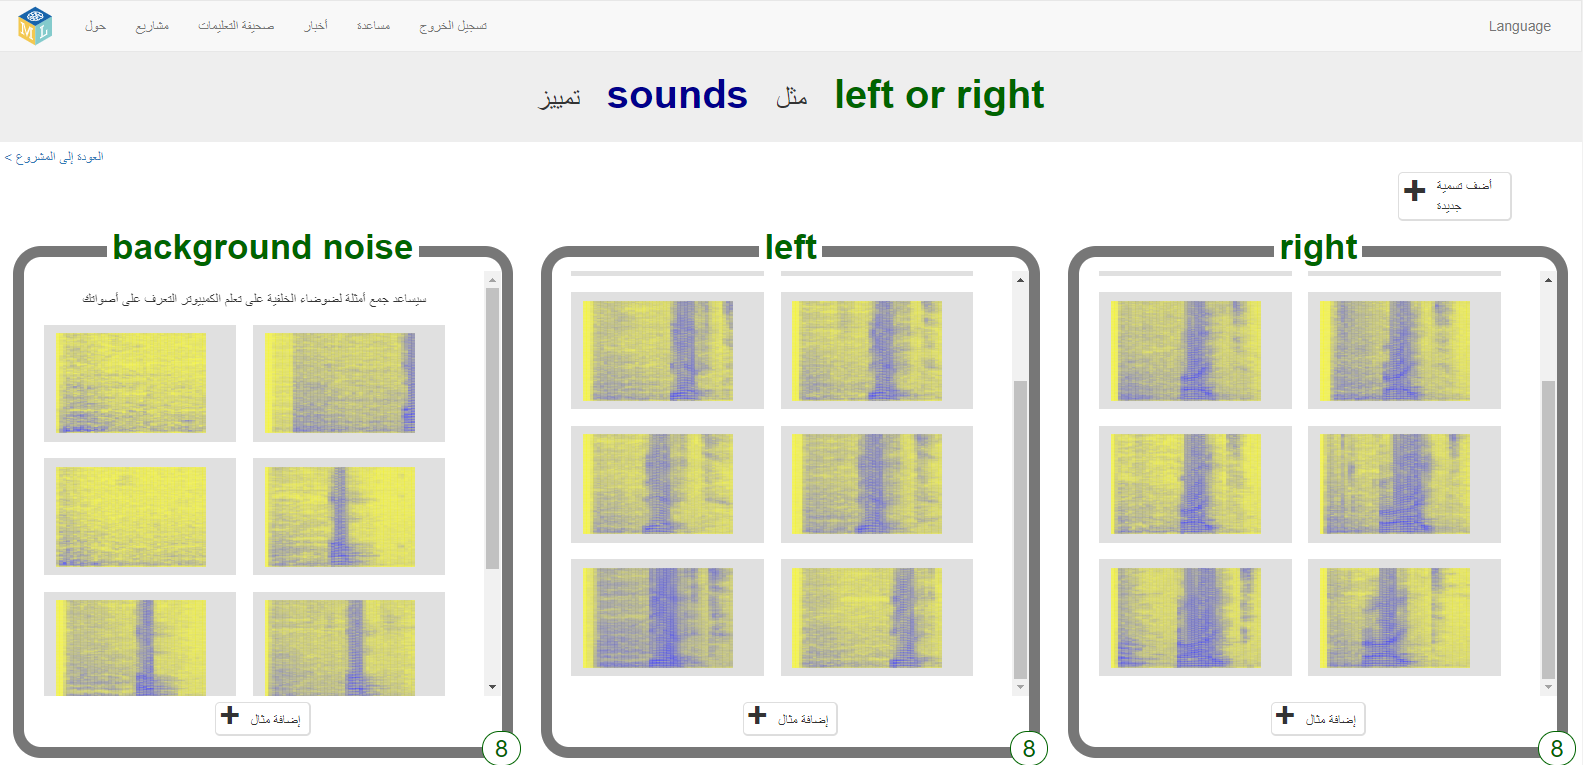 ML
حول
مشاريع
صحيفة التعليمات
أخبار
مساعدة
تسجيل الخروج
Language
تمييز sounds مثل left or right
< العودة إلى المشروع
أضف تسمية
جديدة
background noise
سيساعد جمع أمثلة لضوضاء الخلفية على تعلم الكمبيوتر التعرف على أصواتك
إضافة مثال
8
left
إضافة مثال
8
right
إضافة مثال
8